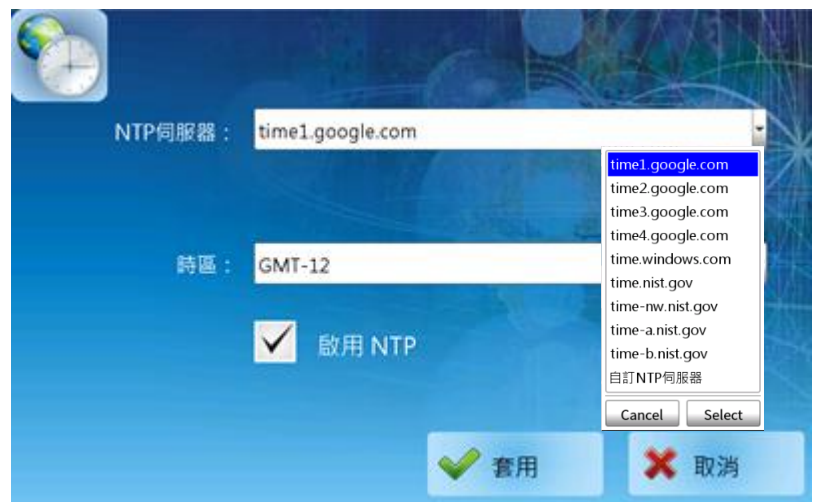 NTP伺服器：
time1.google.com
time1.google.com
time2.google.com
time3.google.com
time4.google.com
time.windows.com
time.nist.gov
time-nw.nist.gov
time-a.nist.gov
time-b.nist.gov
自訂NTP伺服器
Cancel Select
時區：
GMT-12
啟用 NTP
套用
取消